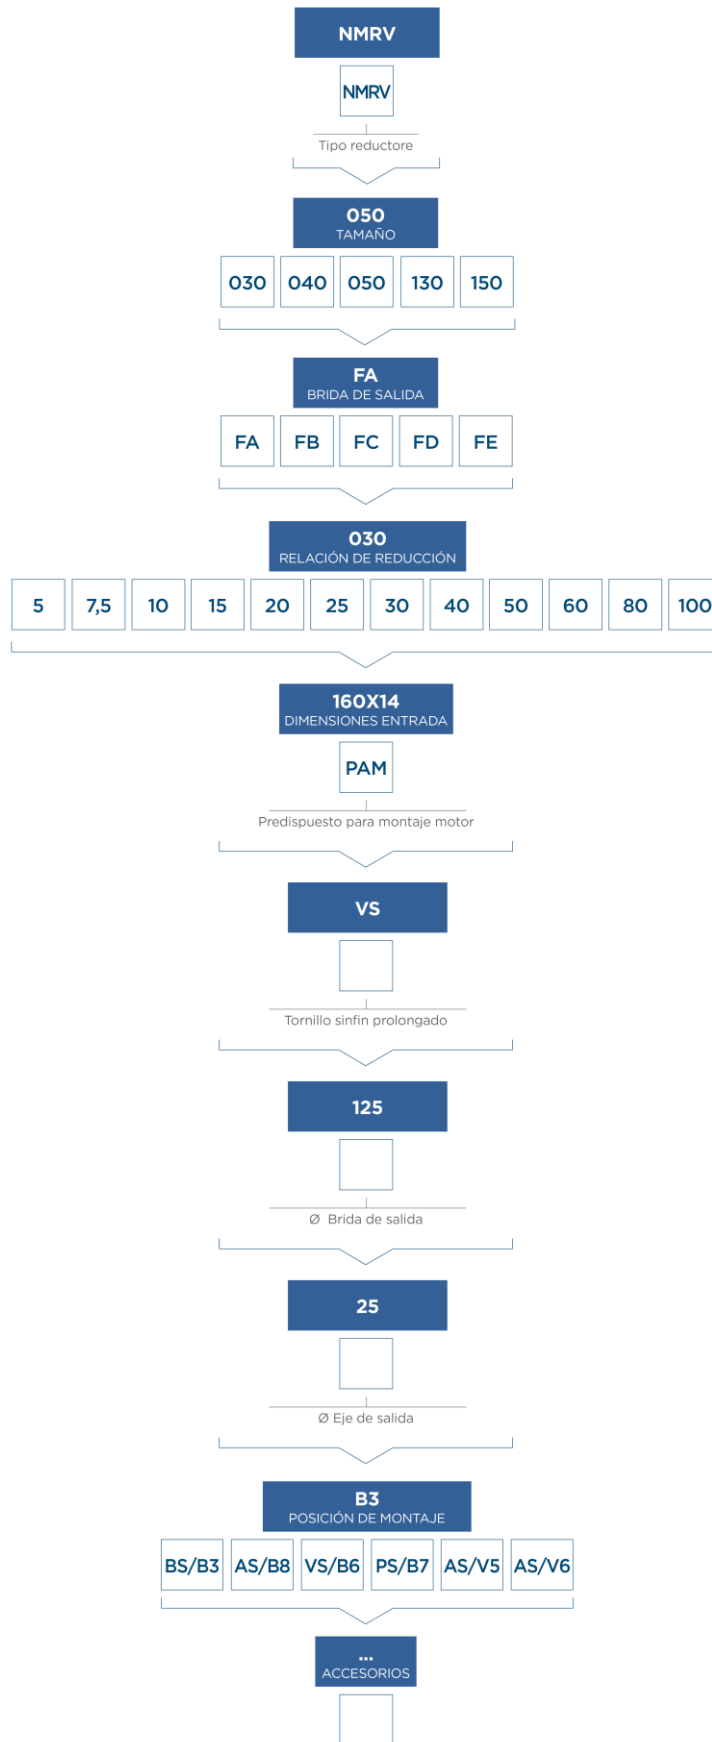 NMRV
NMRV
Tipo reductore
050
TAMAÑO
030 040 050 130 150
FA
BRIDA DE SALIDA
FA FB FC FD FE
030
RELACIÓN DE REDUCCIÓN
5 7,5 10 15 20 25 30 40 50 60 80 100
160X14
DIMENSIONES ENTRADA
PAM
Predispuesto para montaje motor
VS
Tornillo sinfin prolongado
125
Ø Brida de salida
25
Ø Eje de salida
B3
POSICIÓN DE MONTAJE
BS/B3 AS/B8 VS/B6 PS/B7 AS/V5 AS/V6
...
ACCESORIOS